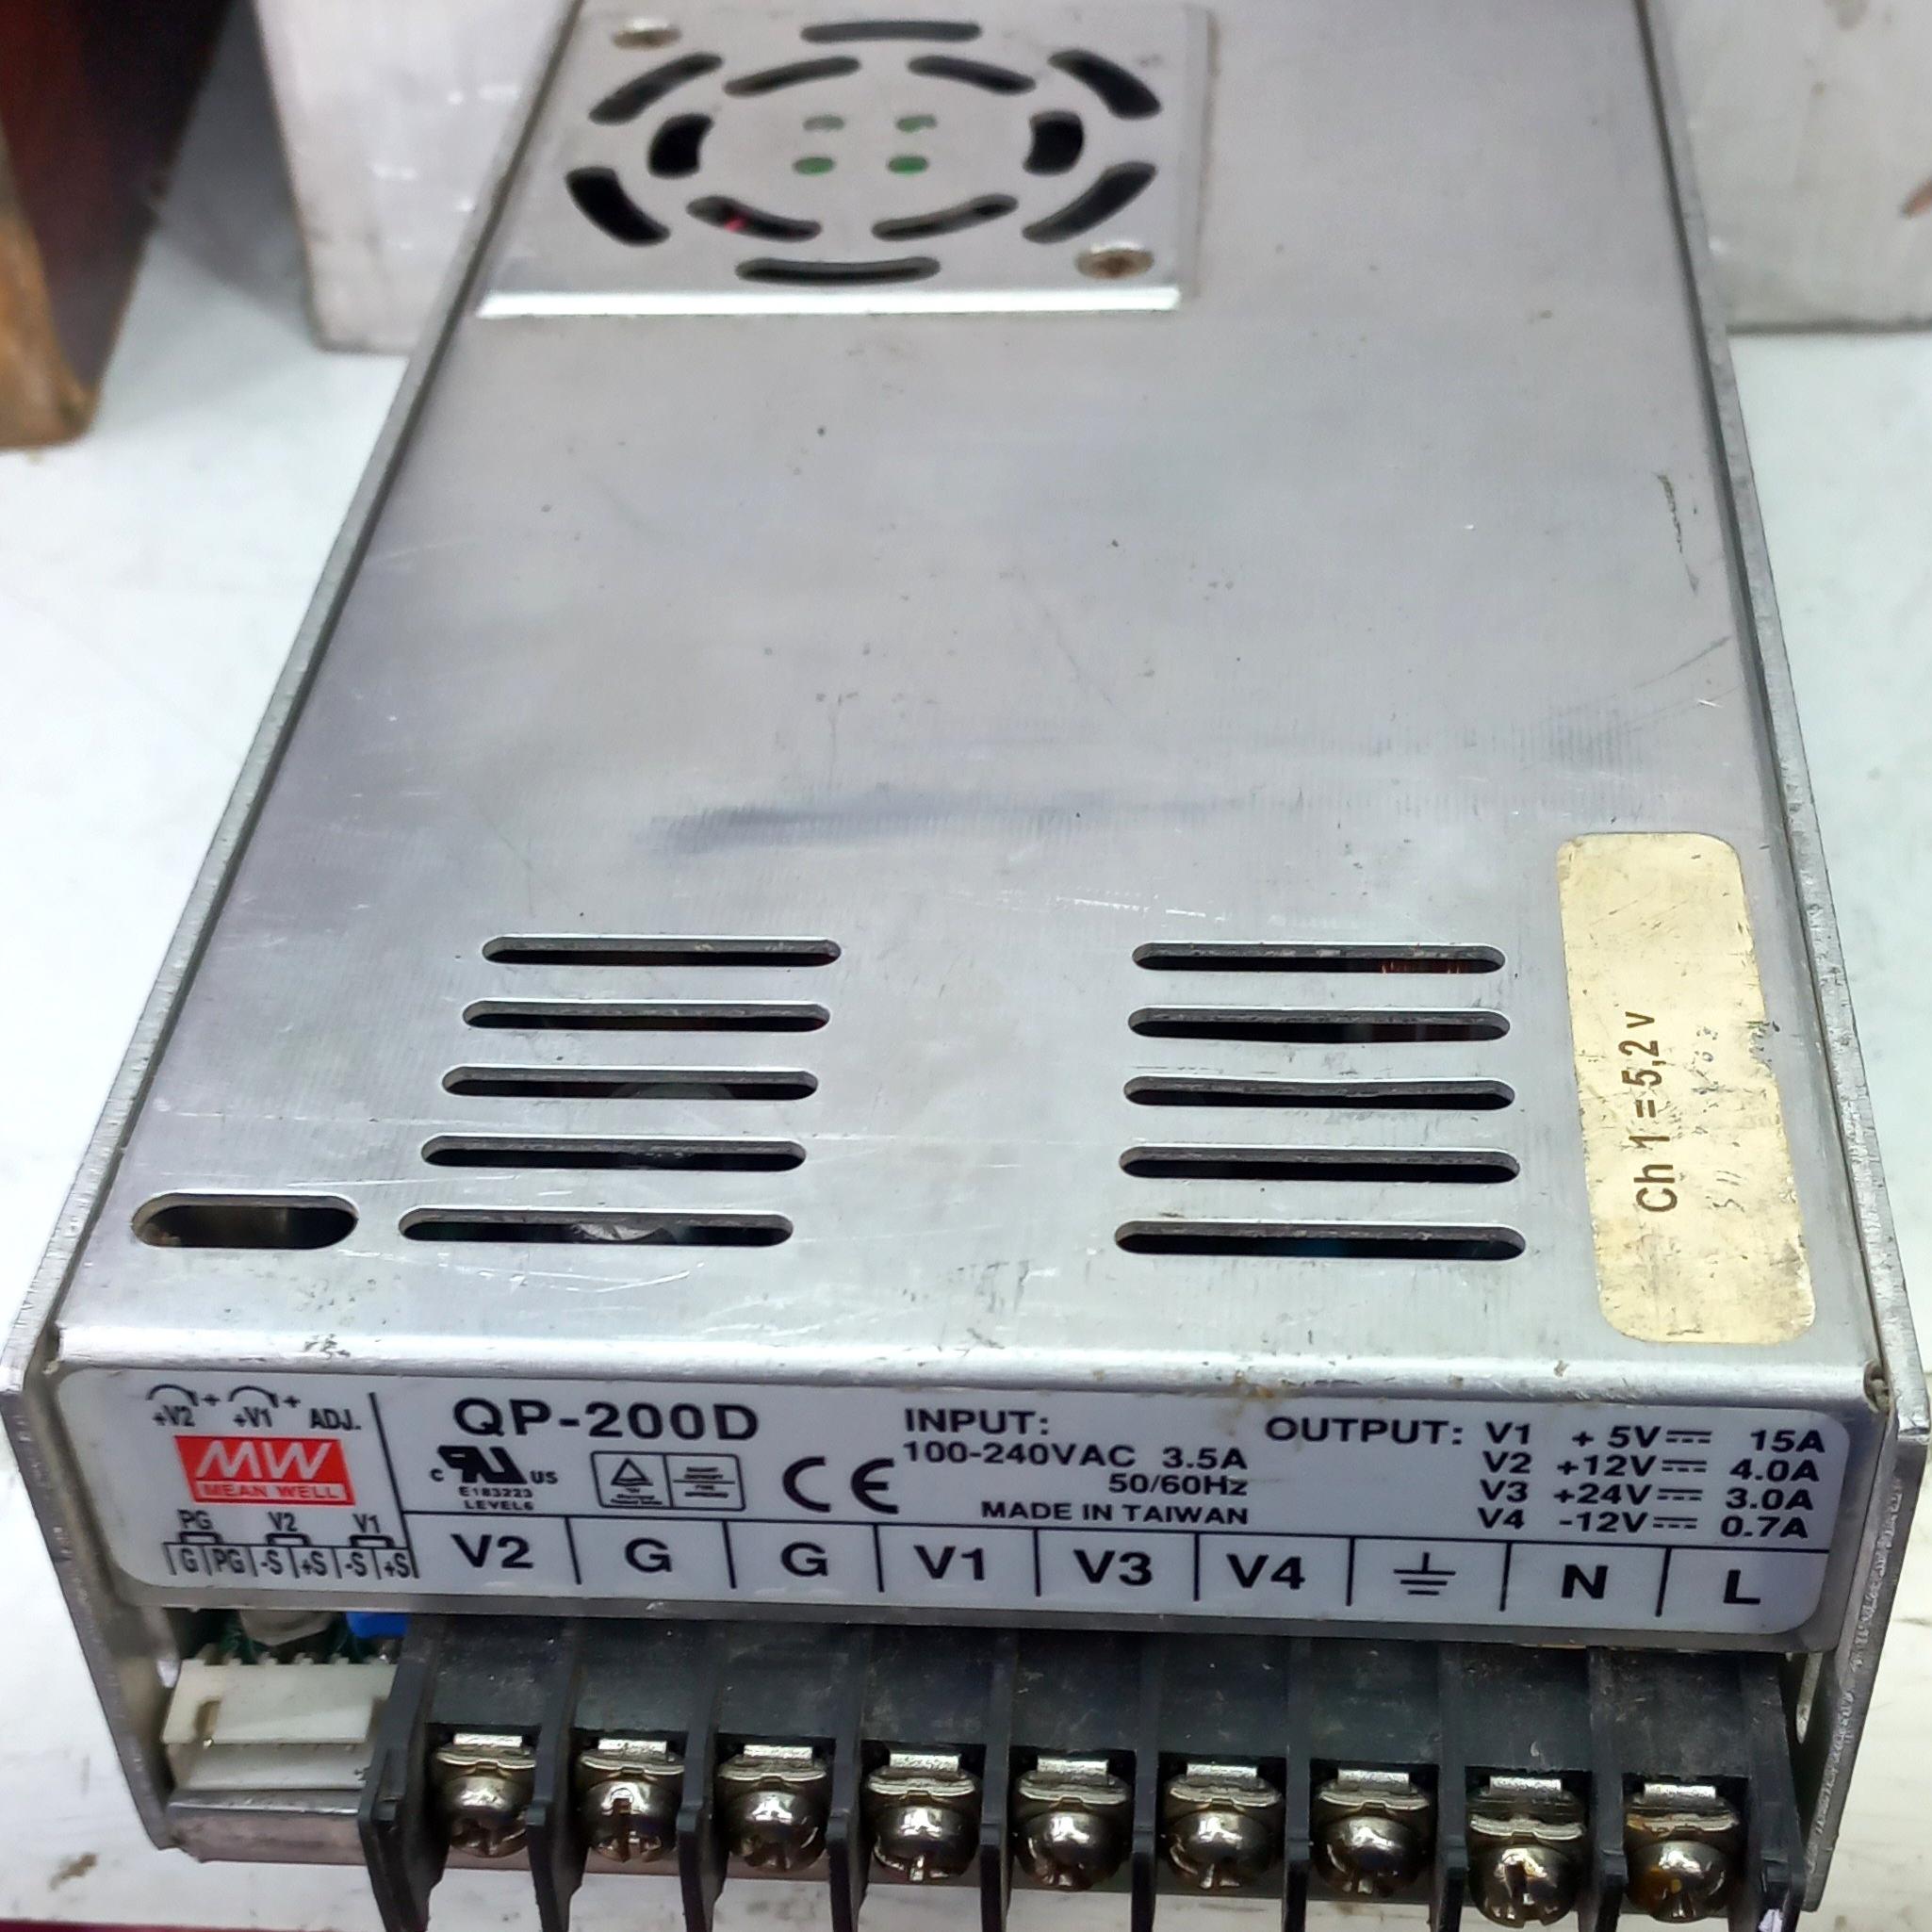 Ch 1 = 5,2 v
+V2 + +V1 + ADJ.
MW
MEAN WELL
PG V2 V1
G PG -S +S -S +S
QP-200D
c RU US
E183223
LEVEL6
CE
INPUT:
100-240VAC 3.5A
50/60Hz
MADE IN TAIWAN
OUTPUT: V1 +5V 15A
V2 +12V 4.0A
V3 +24V 3.0A
V4 -12V 0.7A
V2 G G V1 V3 V4 N L